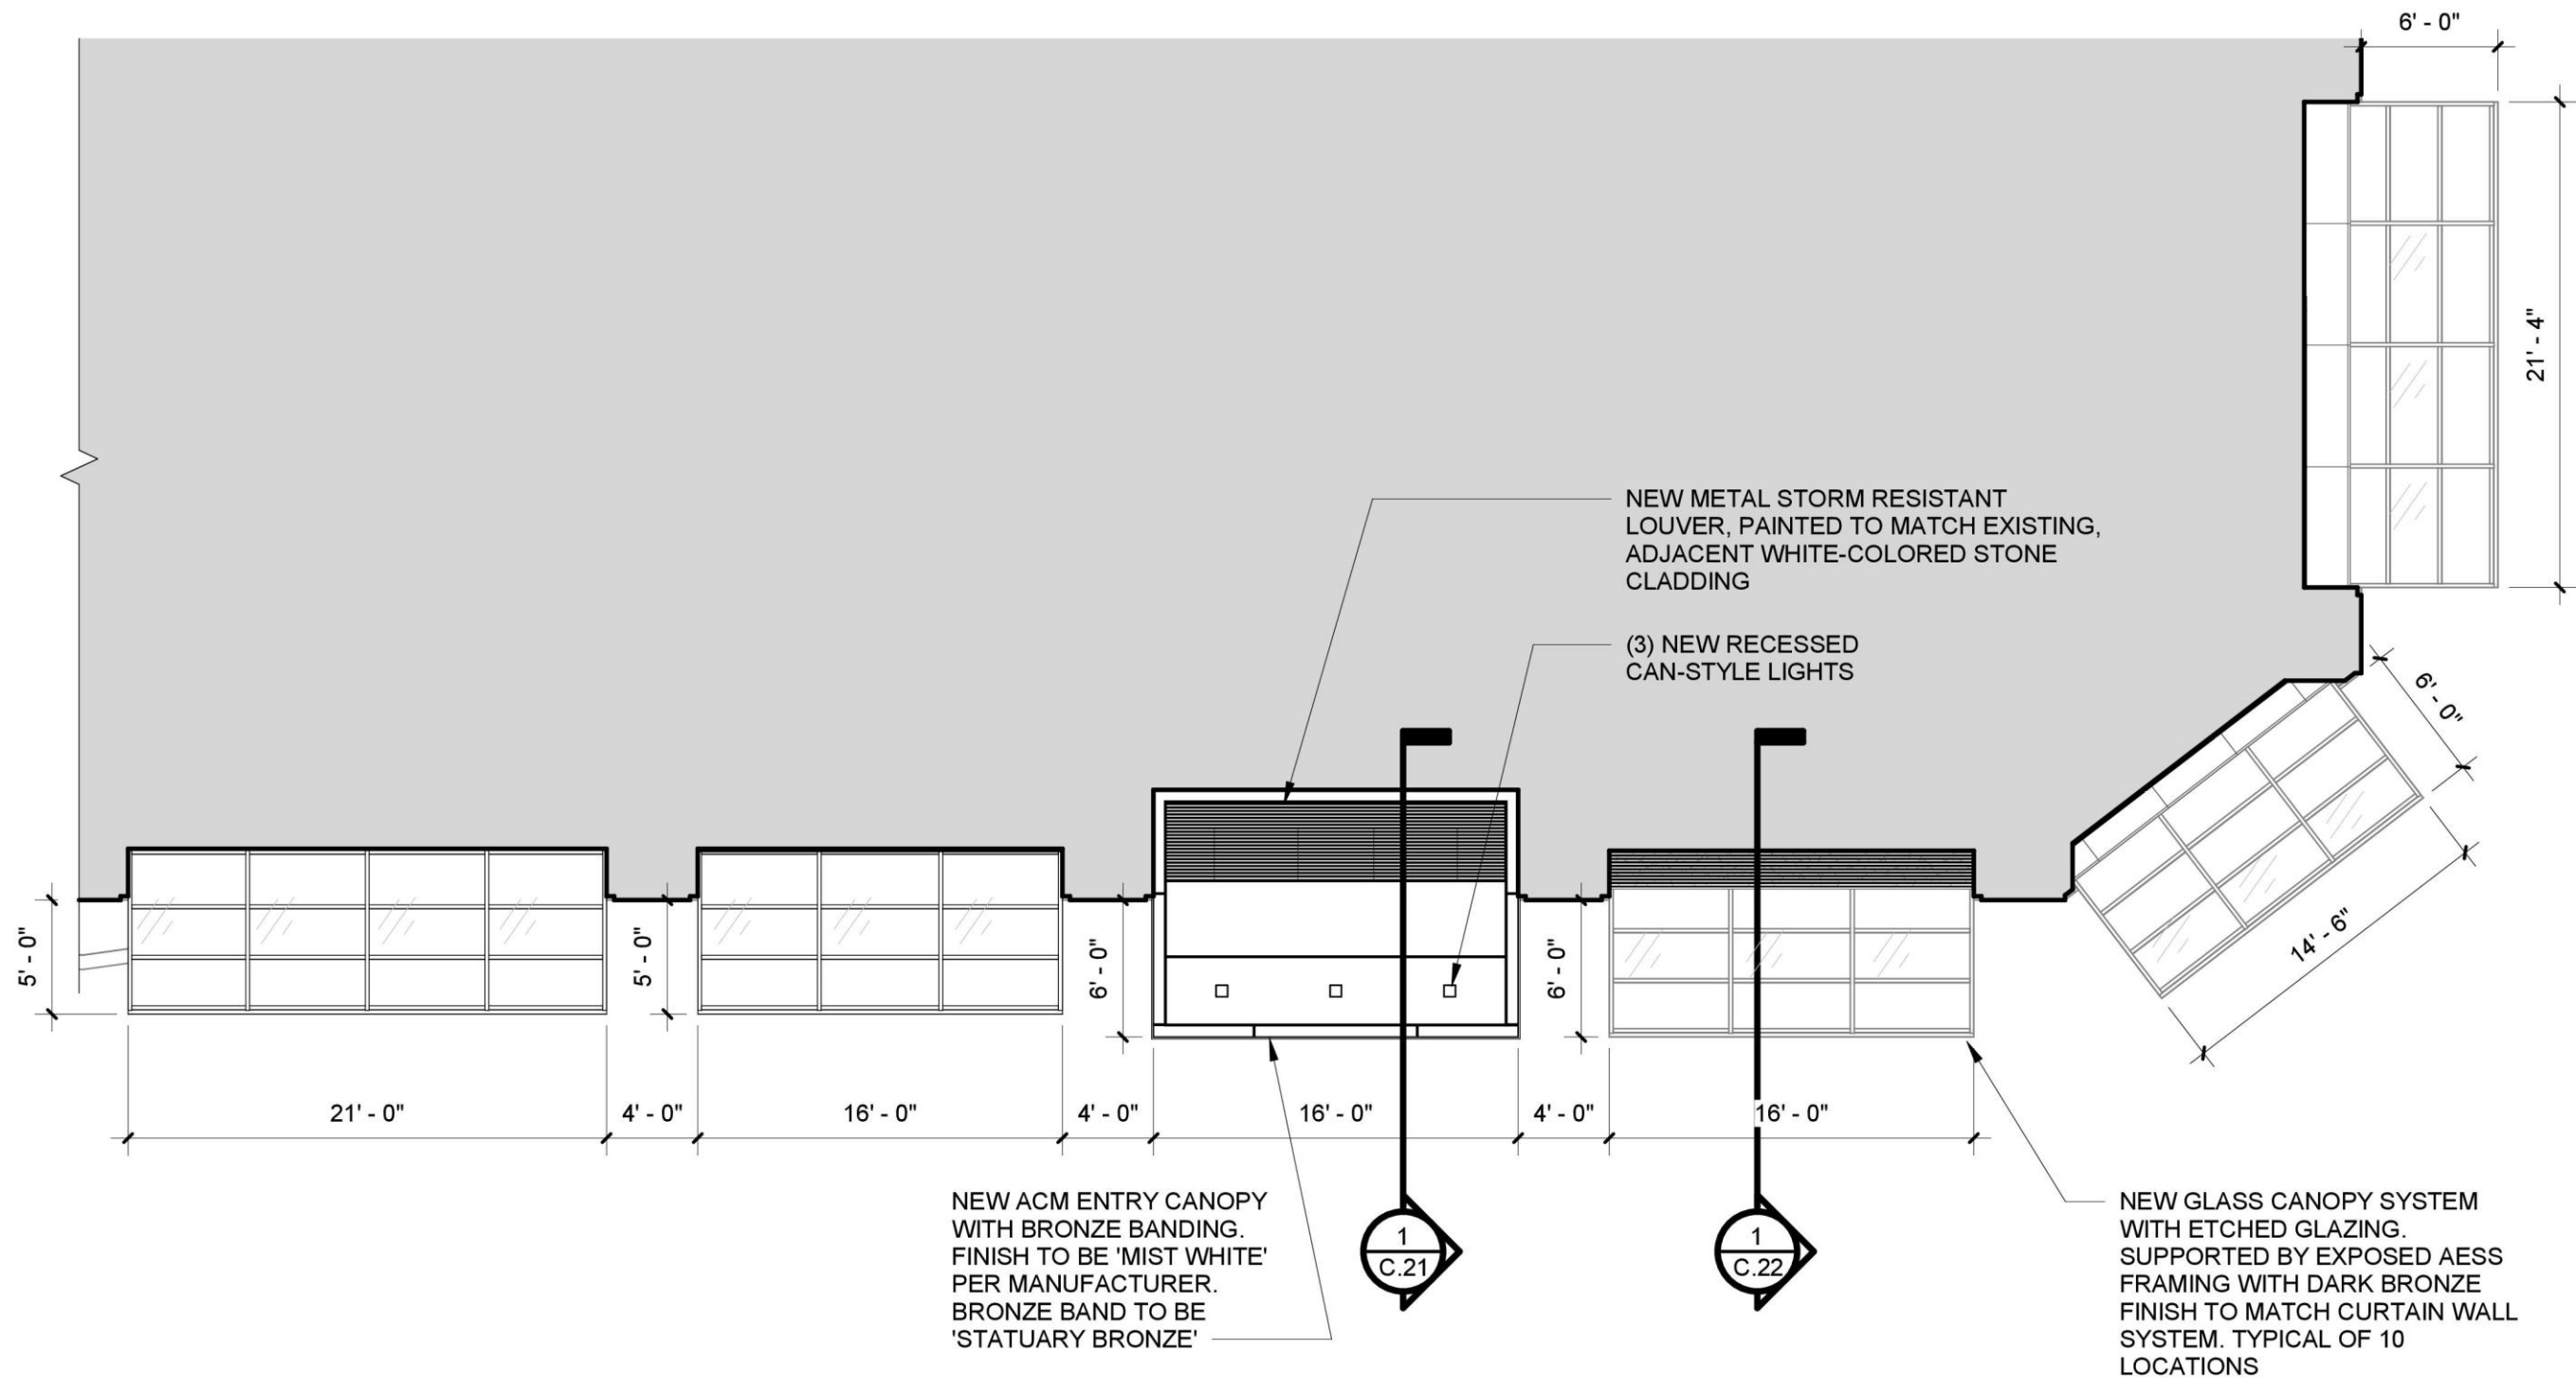 6' - 0"
21' - 4"
NEW METAL STORM RESISTANT
LOUVER, PAINTED TO MATCH EXISTING,
ADJACENT WHITE-COLORED STONE
CLADDING
(3) NEW RECESSED
CAN-STYLE LIGHTS
6' - 0"
14' - 6"
5' - 0"
5' - 0"
6' - 0"
6' - 0"
21' - 0"
4' - 0"
16' - 0"
4' - 0"
16' - 0"
4' - 0"
16' - 0"
NEW ACM ENTRY CANOPY
WITH BRONZE BANDING.
FINISH TO BE 'MIST WHITE'
PER MANUFACTURER.
BRONZE BAND TO BE
'STATUARY BRONZE'
1
C.21
1
C.22
NEW GLASS CANOPY SYSTEM
WITH ETCHED GLAZING.
SUPPORTED BY EXPOSED AESS
FRAMING WITH DARK BRONZE
FINISH TO MATCH CURTAIN WALL
SYSTEM. TYPICAL OF 10
LOCATIONS